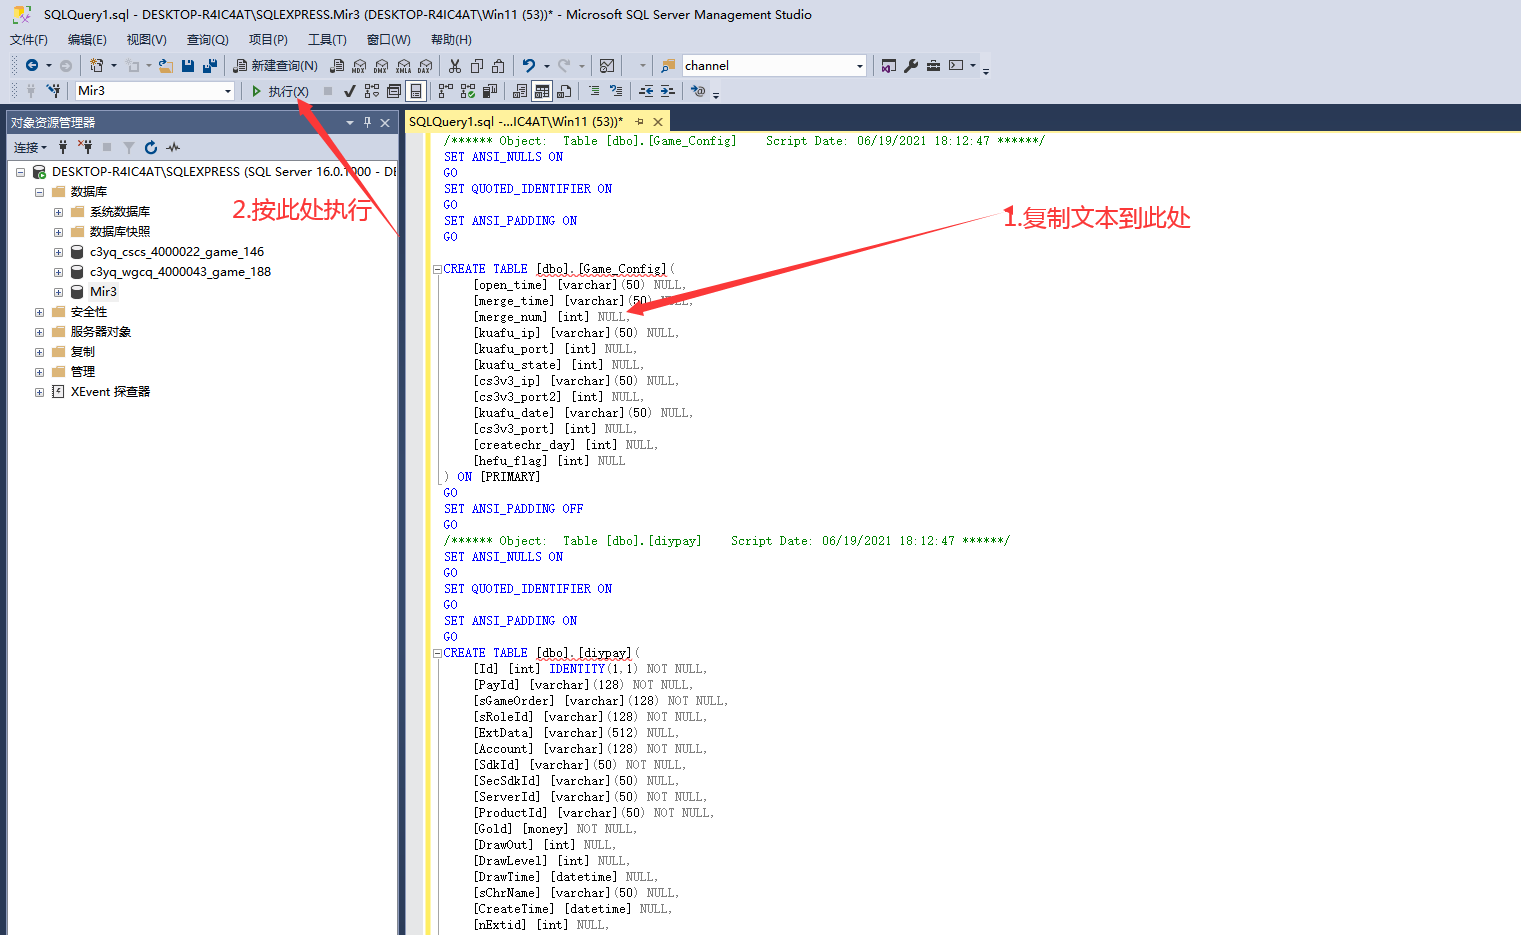 SQLQuery1.sql - DESKTOP-R4IC4AT\SQLEXPRESS.Mir3 (DESKTOP-R4IC4AT\Win11 (53))* - Microsoft SQL Server Management Studio
文件(F) 编辑(E) 视图(V) 查询(Q) 项目(P) 工具(T) 窗口(W) 帮助(H)
新建查询(N) MDX DMX XMLA DAX channel
Mir3 执行(X)
对象资源管理器
连接
DESKTOP-R4IC4AT\SQLEXPRESS (SQL Server 16.0.1000 - DE
数据库
系统数据库
数据库快照
c3yq_cscs_4000022_game_146
c3yq_wgcq_4000043_game_188
Mir3
安全性
服务器对象
复制
管理
XEvent 探查器
2.按此处执行
1.复制文本到此处
SQLQuery1.sql -...IC4AT\Win11 (53))*
/****** Object:  Table [dbo].[Game_Config]    Script Date: 06/19/2021 18:12:47 ******/
SET ANSI_NULLS ON
GO
SET QUOTED_IDENTIFIER ON
GO
SET ANSI_PADDING ON
GO
CREATE TABLE [dbo].[Game_Config](
[open_time] [varchar](50) NULL,
[merge_time] [varchar](50) NULL,
[merge_num] [int] NULL,
[kuafu_ip] [varchar](50) NULL,
[kuafu_port] [int] NULL,
[kuafu_state] [int] NULL,
[cs3v3_ip] [varchar](50) NULL,
[cs3v3_port2] [int] NULL,
[kuafu_date] [varchar](50) NULL,
[cs3v3_port] [int] NULL,
[createchr_day] [int] NULL,
[hefu_flag] [int] NULL
) ON [PRIMARY]
GO
SET ANSI_PADDING OFF
GO
/****** Object:  Table [dbo].[diypay]    Script Date: 06/19/2021 18:12:47 ******/
SET ANSI_NULLS ON
GO
SET QUOTED_IDENTIFIER ON
GO
SET ANSI_PADDING ON
GO
CREATE TABLE [dbo].[diypay](
[Id] [int] IDENTITY(1,1) NOT NULL,
[PayId] [varchar](128) NOT NULL,
[sGameOrder] [varchar](128) NOT NULL,
[sRoleId] [varchar](128) NOT NULL,
[ExtData] [varchar](512) NULL,
[Account] [varchar](128) NOT NULL,
[SdkId] [varchar](50) NOT NULL,
[SecSdkId] [varchar](50) NULL,
[ServerId] [varchar](50) NOT NULL,
[ProductId] [varchar](50) NOT NULL,
[Gold] [money] NOT NULL,
[DrawOut] [int] NULL,
[DrawLevel] [int] NULL,
[DrawTime] [datetime] NULL,
[sChrName] [varchar](50) NULL,
[CreateTime] [datetime] NULL,
[nExtid] [int] NULL,